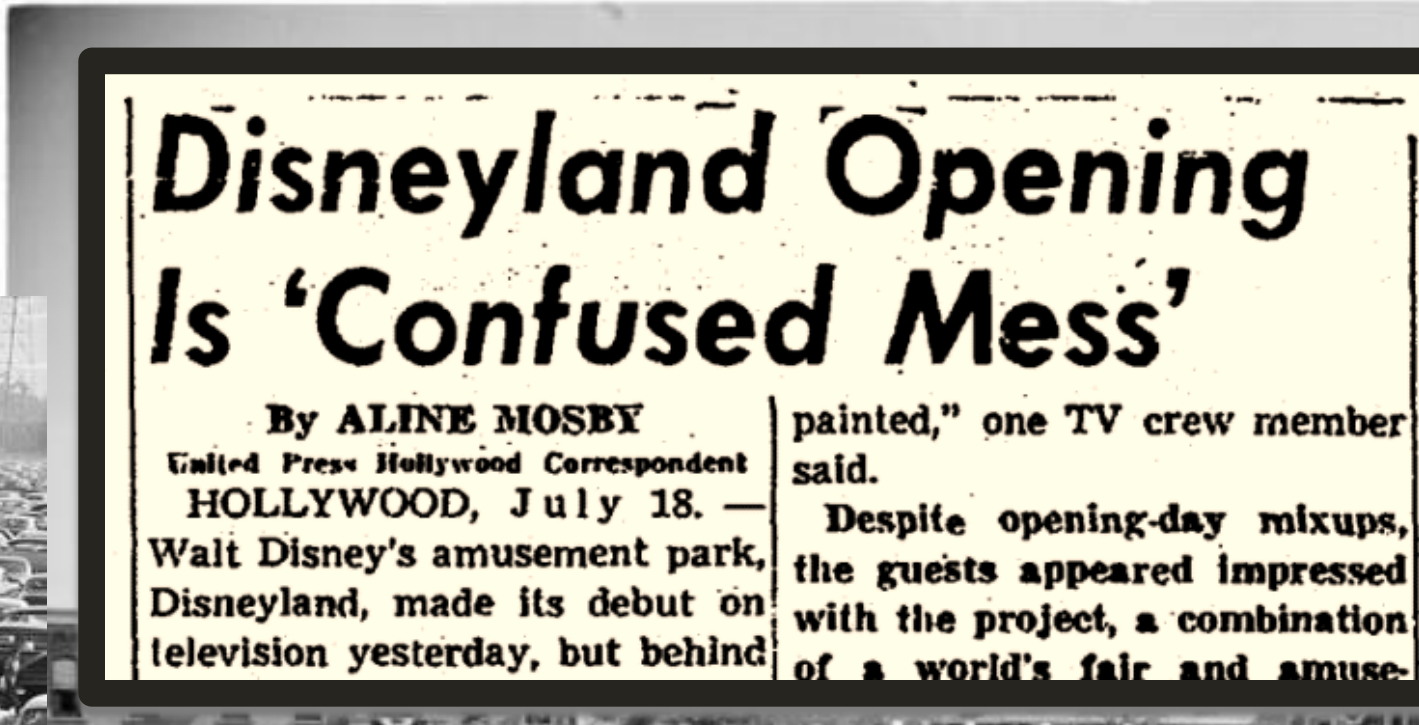 Disneyland Opening
Is ‘Confused Mess’
By ALINE MOSBY
United Press Hollywood Correspondent
HOLLYWOOD, July 18. —
Walt Disney's amusement park,
Disneyland, made its debut on
television yesterday, but behind
painted,” one TV crew member
said.
Despite opening-day mixups,
the guests appeared impressed
with the project, a combination
of a world's fair and amuse-